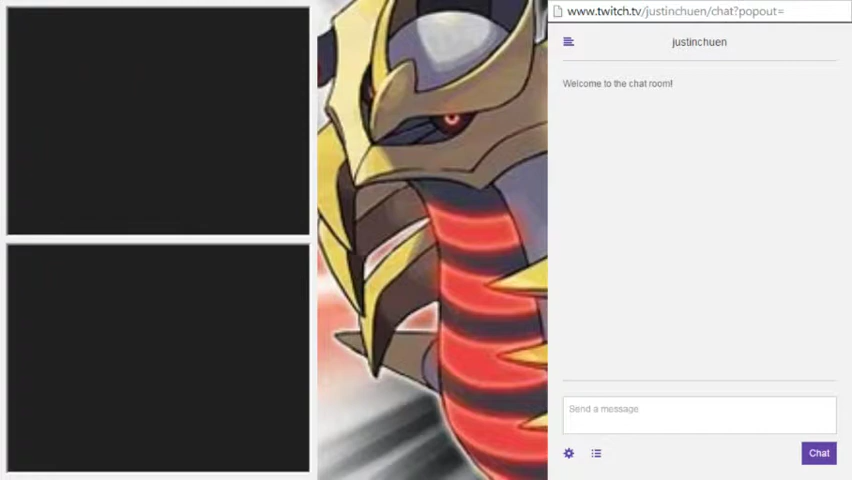 www.twitch.tv/justinchuen/chat?popout=
justinchuen
Welcome to the chat room!
Send a message
Chat